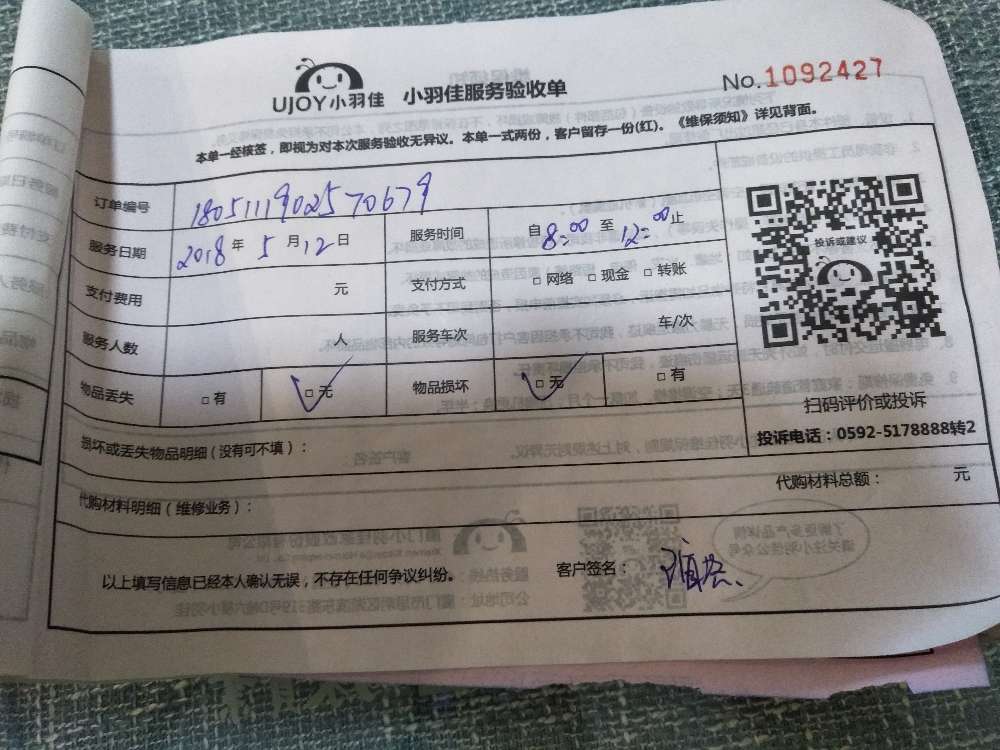 UJOY小羽佳 小羽佳服务验收单 No.1092427
本单一经核签，即视为对本次服务验收无异议。本单一式两份，客户留存一份(红)。《维保须知》详见背面。
订单编号 1805111902570679
服务日期 2018年5月12日 服务时间 自8:00至12:00止
支付费用 元 支付方式 □网络 □现金 □转账
服务人数 人 服务车次 车/次
物品丢失 □有 ☑无 物品损坏 ☑无 □有
投诉或建议
扫码评价或投诉
投诉电话：0592-5178888转2
损坏或丢失物品明细(没有可不填)：
代购材料明细(维修业务)： 代购材料总额： 元
以上填写信息已经本人确认无误，不存在任何争议纠纷。 客户签名：